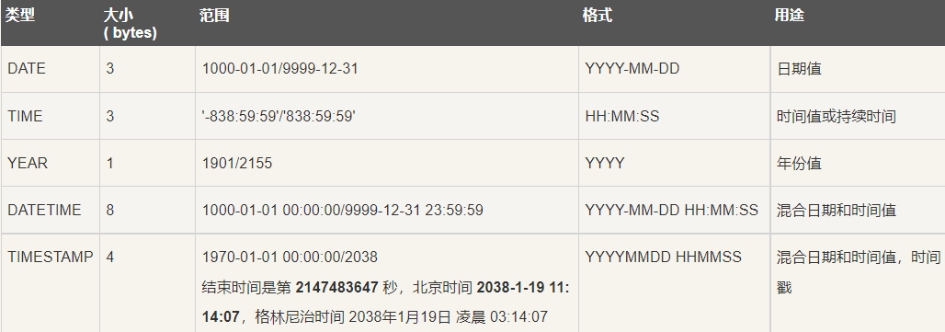 类型 大小 范围 格式 用途
( bytes)
DATE 3 1000-01-01/9999-12-31 YYYY-MM-DD 日期值
TIME 3 '-838:59:59'/'838:59:59' HH:MM:SS 时间值或持续时间
YEAR 1 1901/2155 YYYY 年份值
DATETIME 8 1000-01-01 00:00:00/9999-12-31 23:59:59 YYYY-MM-DD HH:MM:SS 混合日期和时间值
TIMESTAMP 4 1970-01-01 00:00:00/2038 YYYYMMDD HHMMSS 混合日期和时间值，时间
结束时间是第 2147483647 秒，北京时间 2038-1-19 11: 戳
14:07，格林尼治时间 2038年1月19日 凌晨 03:14:07